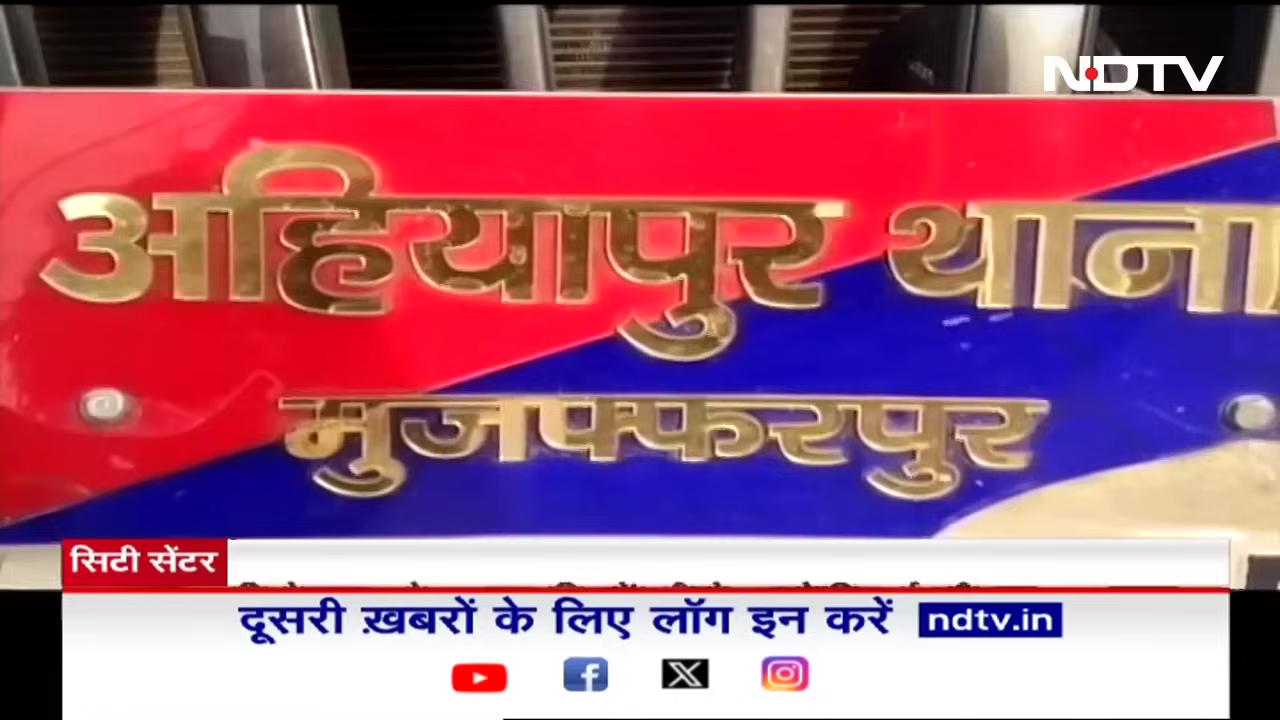 NDTV
अहियापुर थाना
मुजफ्फरपुर
सिटी सेंटर
दूसरी ख़बरों के लिए लॉग इन करें ndtv.in